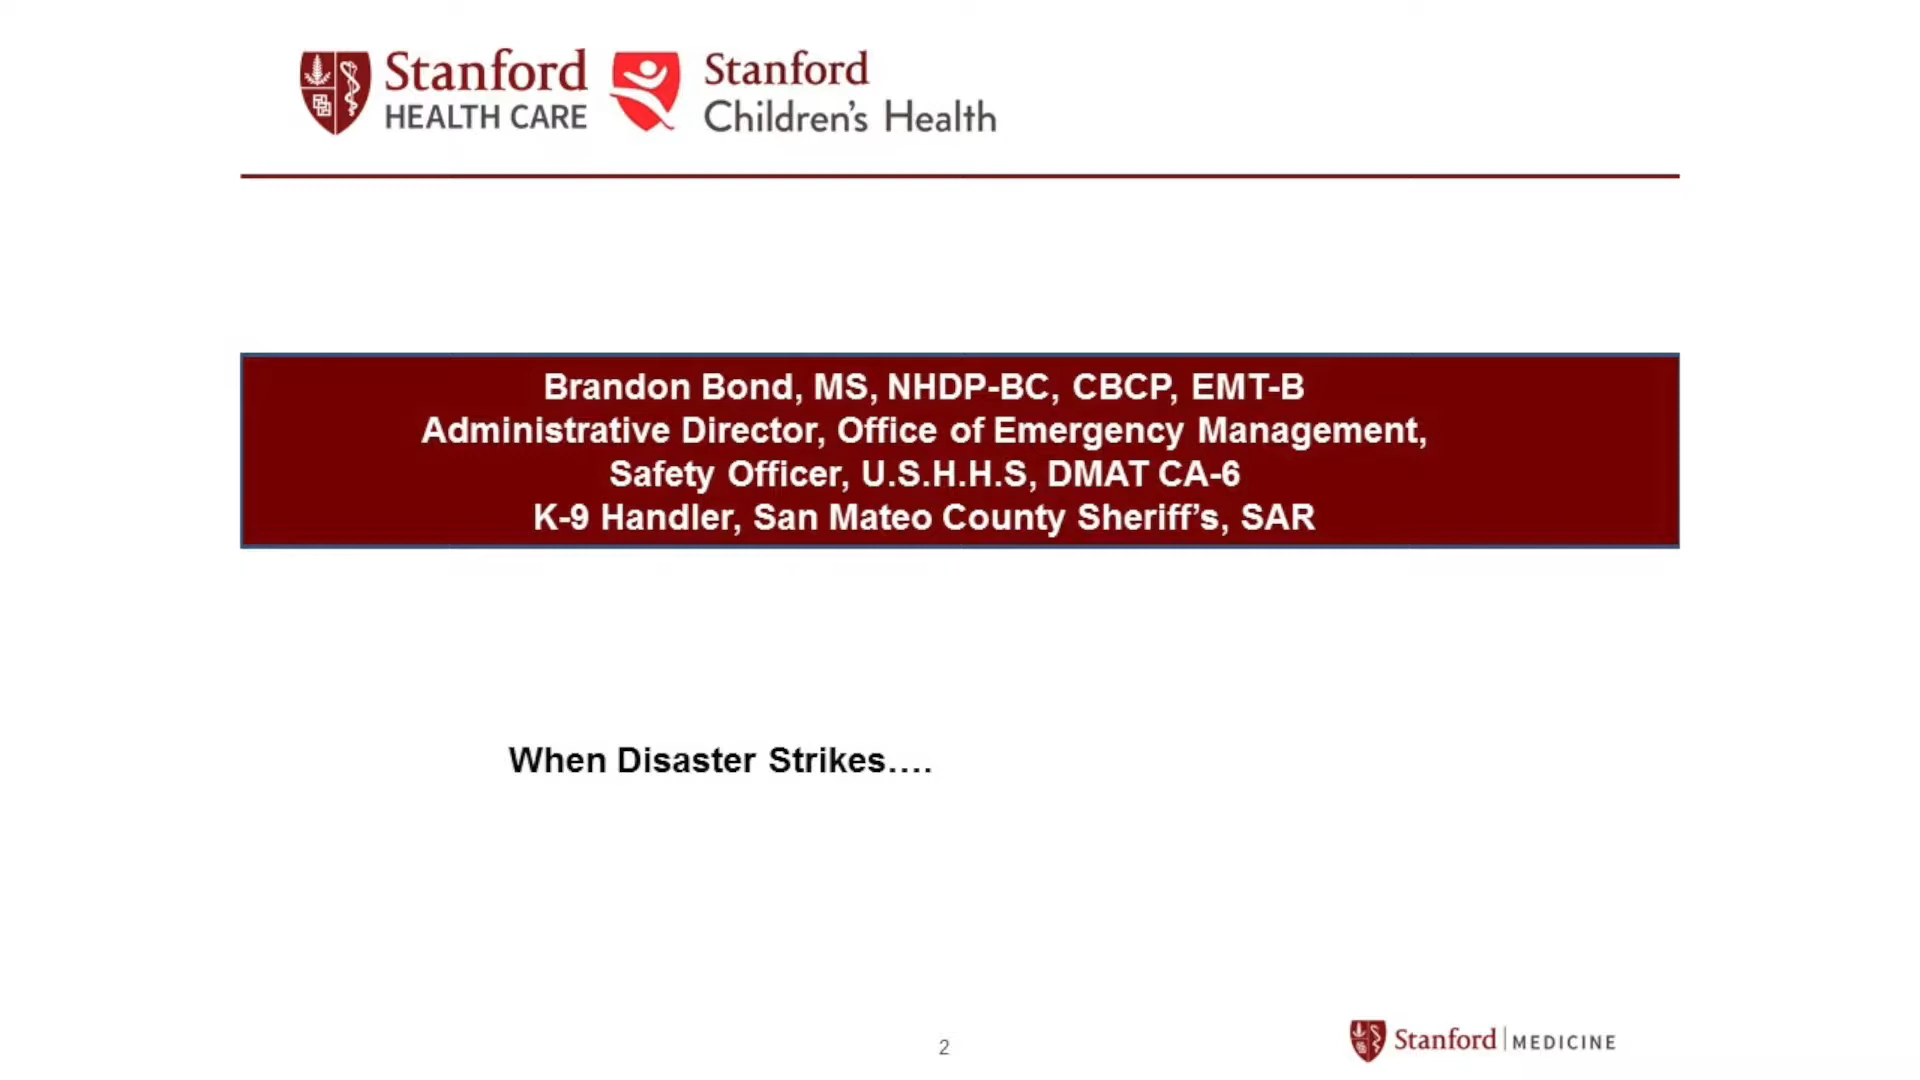 Stanford
HEALTH CARE
Stanford
Children's Health
Brandon Bond, MS, NHDP-BC, CBCP, EMT-B
Administrative Director, Office of Emergency Management,
Safety Officer, U.S.H.H.S, DMAT CA-6
K-9 Handler, San Mateo County Sheriff’s, SAR
When Disaster Strikes….
2
Stanford | MEDICINE